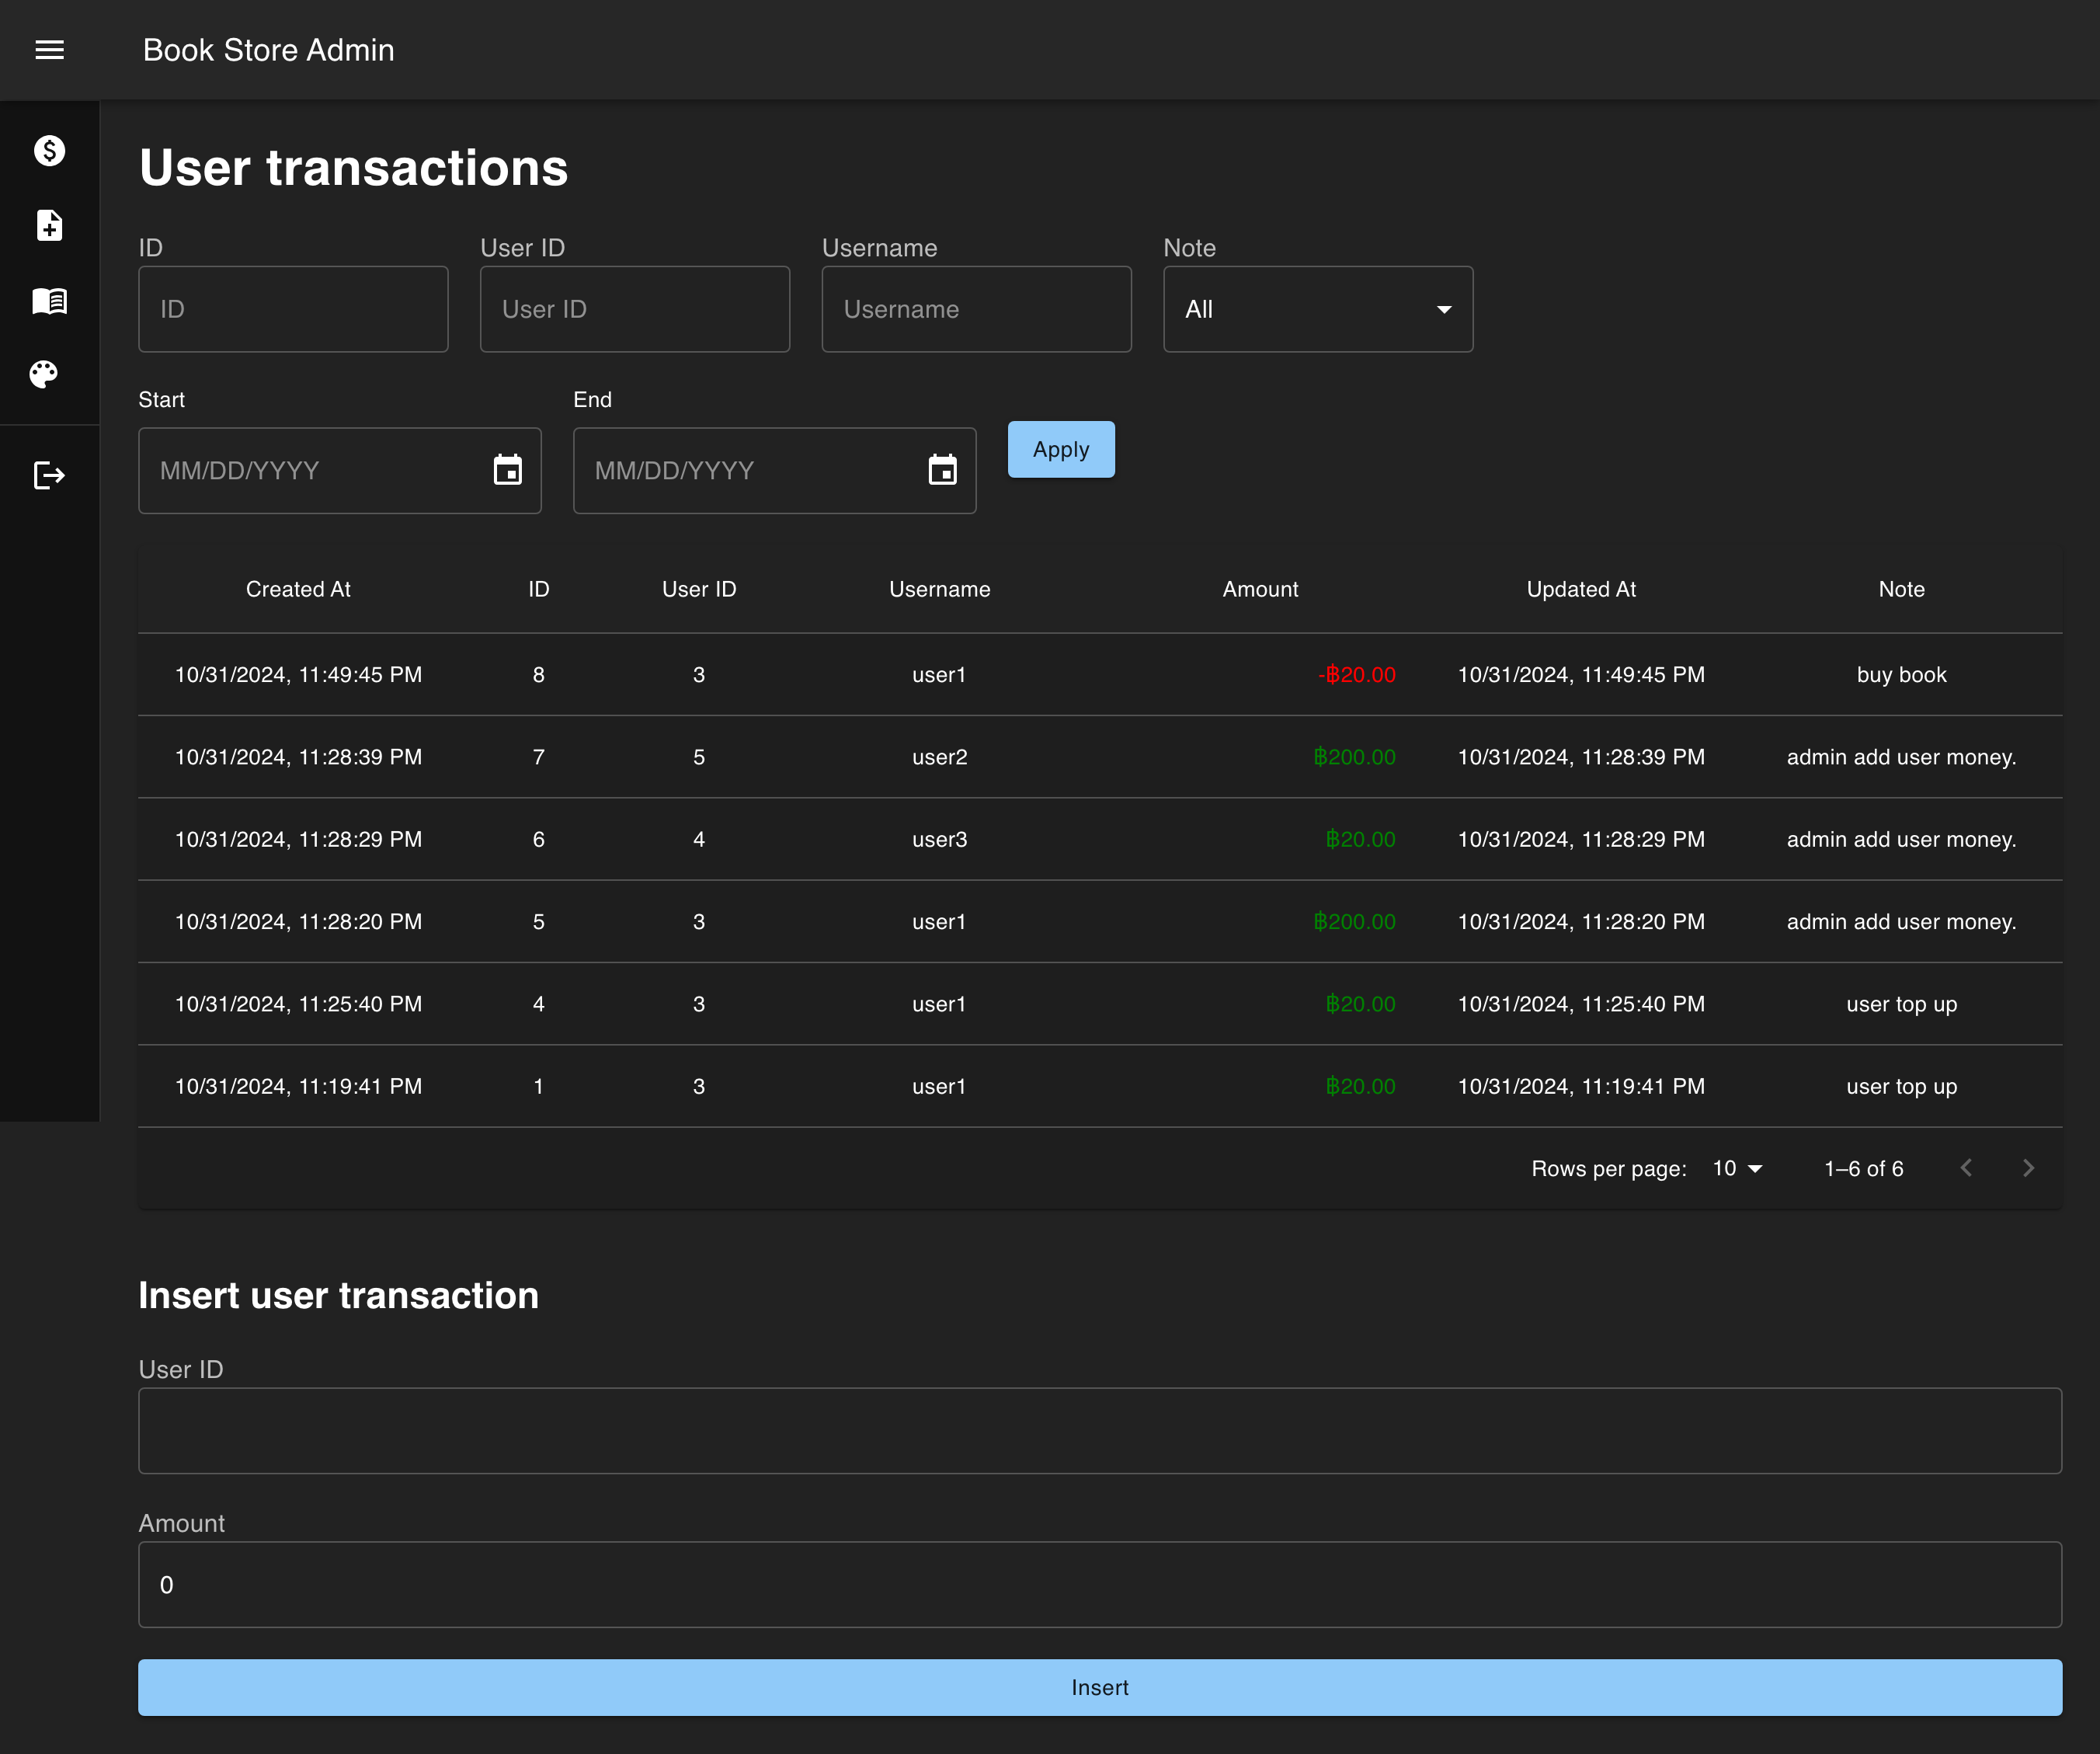 Book Store Admin
User transactions
ID User ID Username Note
ID User ID Username All
Start End
MM/DD/YYYY MM/DD/YYYY Apply
Created At ID User ID Username Amount Updated At Note
10/31/2024, 11:49:45 PM 8 3 user1 -฿20.00 10/31/2024, 11:49:45 PM buy book
10/31/2024, 11:28:39 PM 7 5 user2 ฿200.00 10/31/2024, 11:28:39 PM admin add user money.
10/31/2024, 11:28:29 PM 6 4 user3 ฿20.00 10/31/2024, 11:28:29 PM admin add user money.
10/31/2024, 11:28:20 PM 5 3 user1 ฿200.00 10/31/2024, 11:28:20 PM admin add user money.
10/31/2024, 11:25:40 PM 4 3 user1 ฿20.00 10/31/2024, 11:25:40 PM user top up
10/31/2024, 11:19:41 PM 1 3 user1 ฿20.00 10/31/2024, 11:19:41 PM user top up
Rows per page: 10 1–6 of 6
Insert user transaction
User ID
Amount
0
Insert